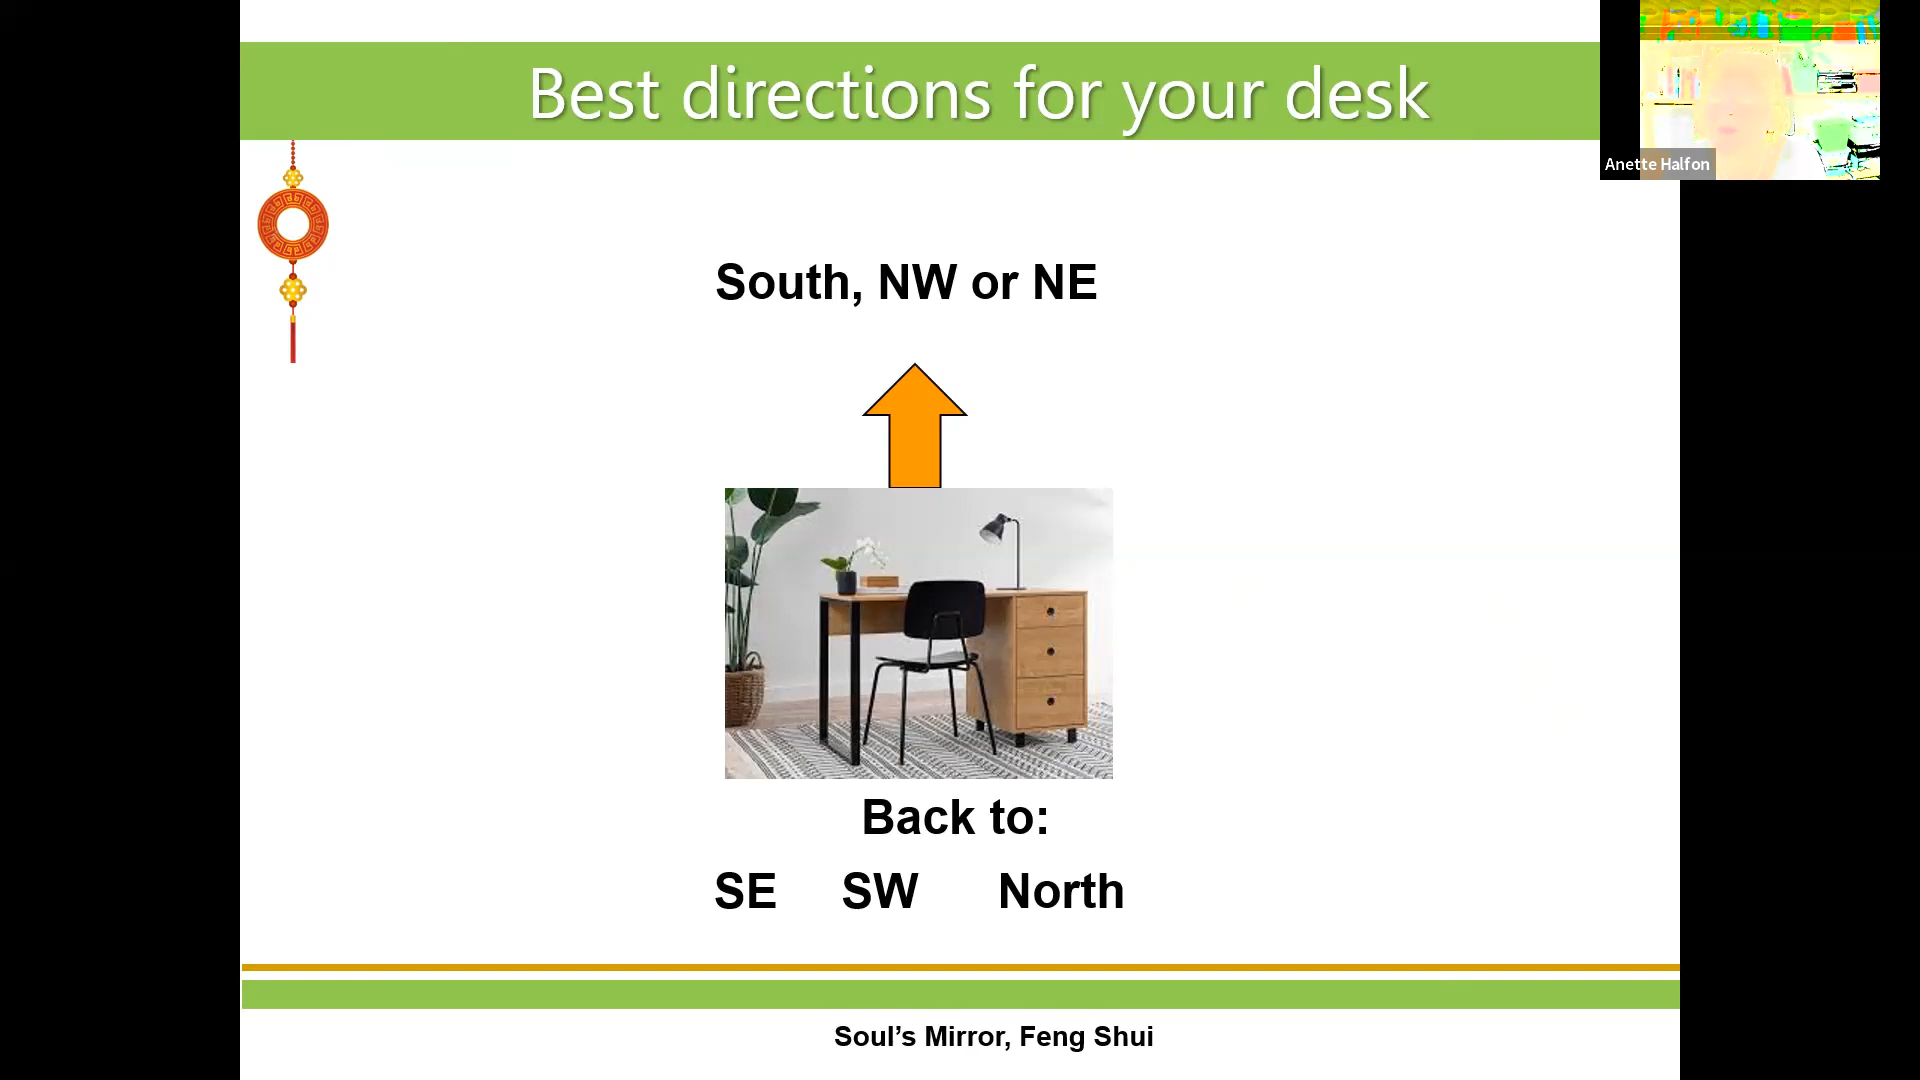 Best directions for your desk
Anette Halfon
South, NW or NE
Back to:
SE SW North
Soul’s Mirror, Feng Shui